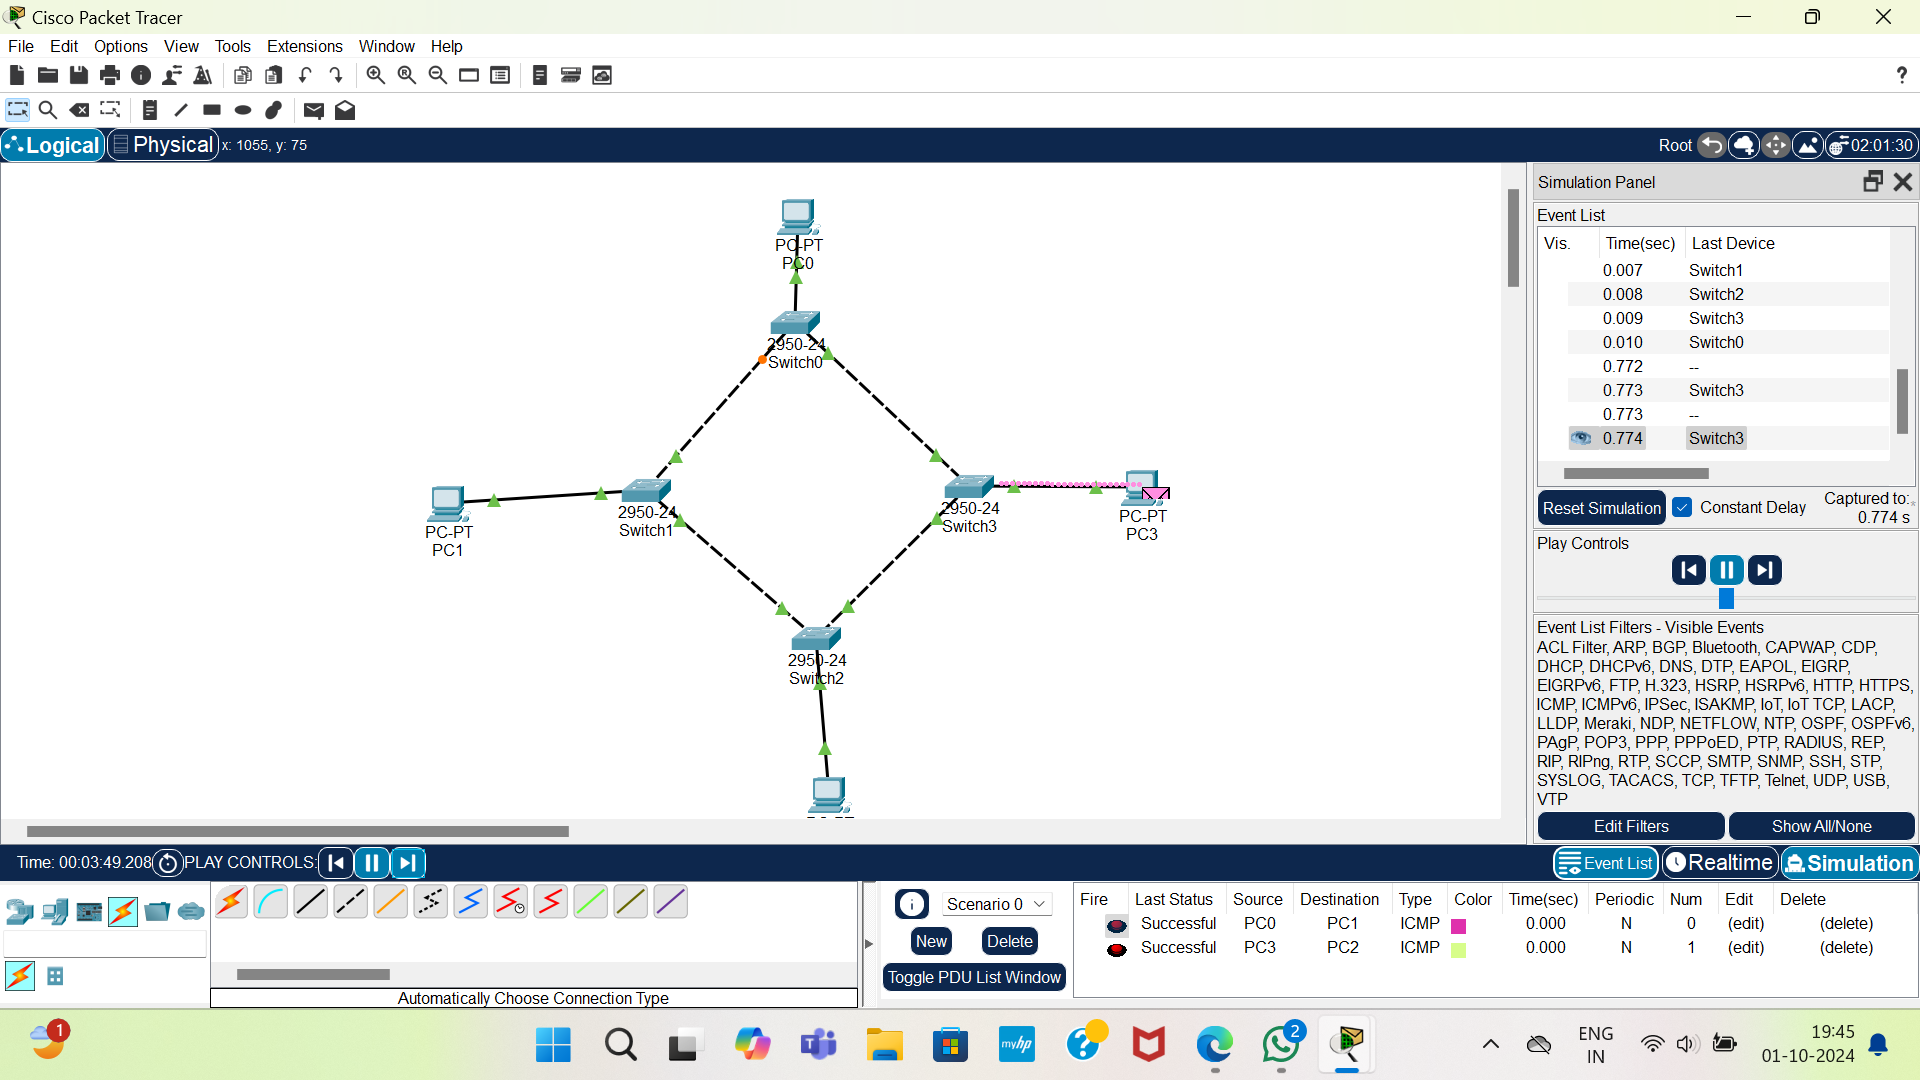 Cisco Packet Tracer
File Edit Options View Tools Extensions Window Help
?
Logical Physical x: 1055, y: 75 Root 02:01:30
Simulation Panel
Event List
Vis. Time(sec) Last Device
0.007 Switch1
0.008 Switch2
0.009 Switch3
0.010 Switch0
0.772 --
0.773 Switch3
0.773 --
0.774 Switch3
Reset Simulation Constant Delay Captured to:*
0.774 s
Play Controls
Event List Filters - Visible Events
ACL Filter, ARP, BGP, Bluetooth, CAPWAP, CDP,
DHCP, DHCPv6, DNS, DTP, EAPOL, EIGRP,
EIGRPv6, FTP, H.323, HSRP, HSRPv6, HTTP, HTTPS,
ICMP, ICMPv6, IPSec, ISAKMP, IoT, IoT TCP, LACP,
LLDP, Meraki, NDP, NETFLOW, NTP, OSPF, OSPFv6,
PAgP, POP3, PPP, PPPoED, PTP, RADIUS, REP,
RIP, RIPng, RTP, SCCP, SMTP, SNMP, SSH, STP,
SYSLOG, TACACS, TCP, TFTP, Telnet, UDP, USB,
VTP
Edit Filters Show All/None
PC-PT
PC0
2950-24
Switch0
PC-PT
PC1
2950-24
Switch1
2950-24
Switch3
PC-PT
PC3
2950-24
Switch2
Time: 00:03:49.208 PLAY CONTROLS: Event List Realtime Simulation
Scenario 0
New Delete
Toggle PDU List Window
Automatically Choose Connection Type
Fire Last Status Source Destination Type Color Time(sec) Periodic Num Edit Delete
Successful PC0 PC1 ICMP 0.000 N 0 (edit) (delete)
Successful PC3 PC2 ICMP 0.000 N 1 (edit) (delete)
1
myhp
?
2
ENG
IN
19:45
01-10-2024